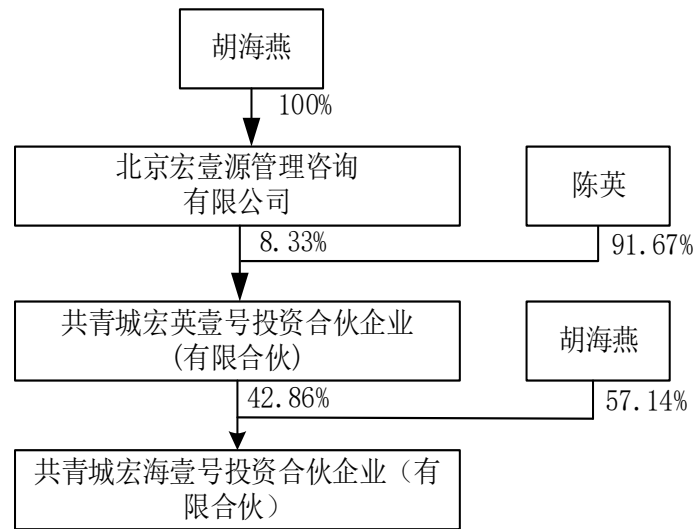 胡海燕
100%
北京宏壹源管理咨询
有限公司
陈英
8.33%
91.67%
共青城宏英壹号投资合伙企业
(有限合伙)
胡海燕
42.86%
57.14%
共青城宏海壹号投资合伙企业（有
限合伙）